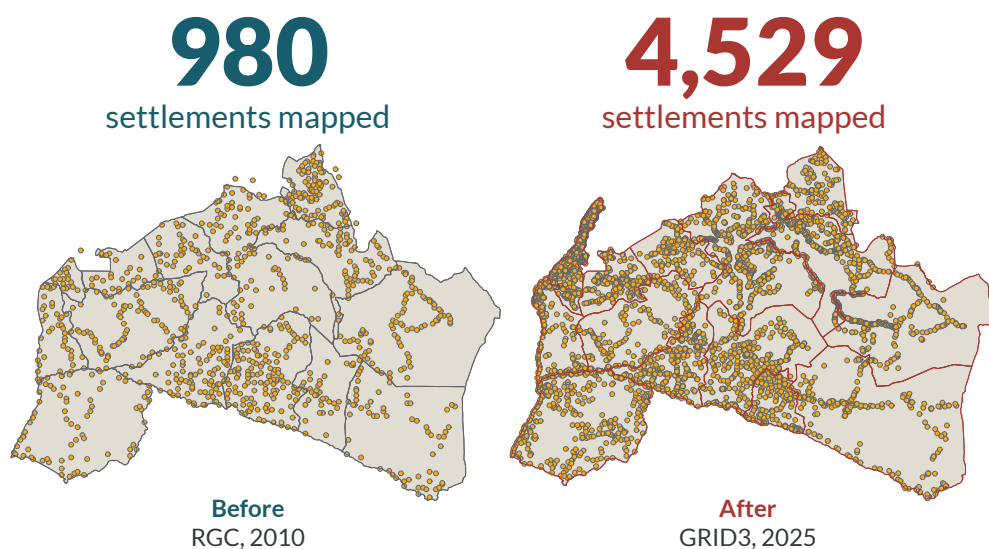 980
settlements mapped
Before
RGC, 2010
4,529
settlements mapped
After
GRID3, 2025